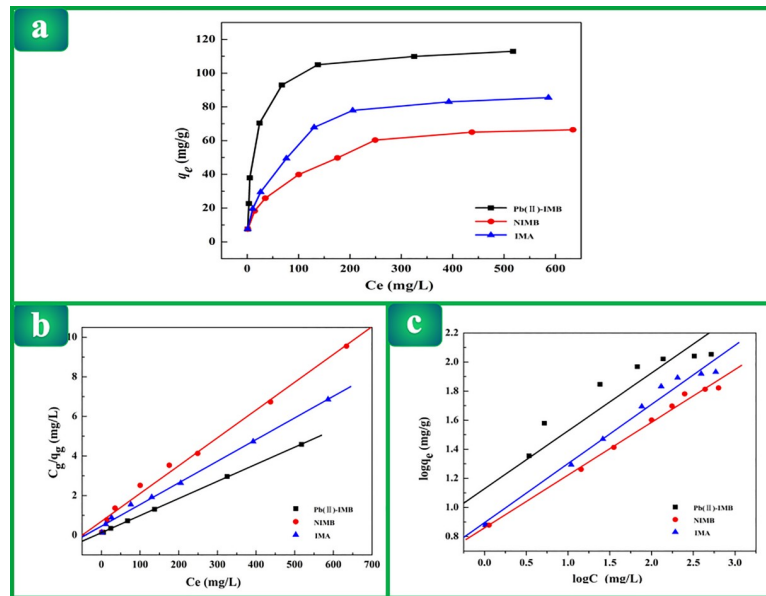 a
120
100
80
60
40
20
0
qe (mg/g)
Pb(Ⅱ)-IMB
NIMB
IMA
0 100 200 300 400 500 600
Ce (mg/L)
b
10
8
6
4
2
0
Cg/qg (mg/L)
Pb(Ⅱ)-IMB
NIMB
IMA
0 100 200 300 400 500 600 700
Ce (mg/L)
c
2.2
2.0
1.8
1.6
1.4
1.2
1.0
0.8
logqe (mg/g)
Pb(Ⅱ)-IMB
NIMB
IMA
0.0 0.5 1.0 1.5 2.0 2.5 3.0
logC (mg/L)